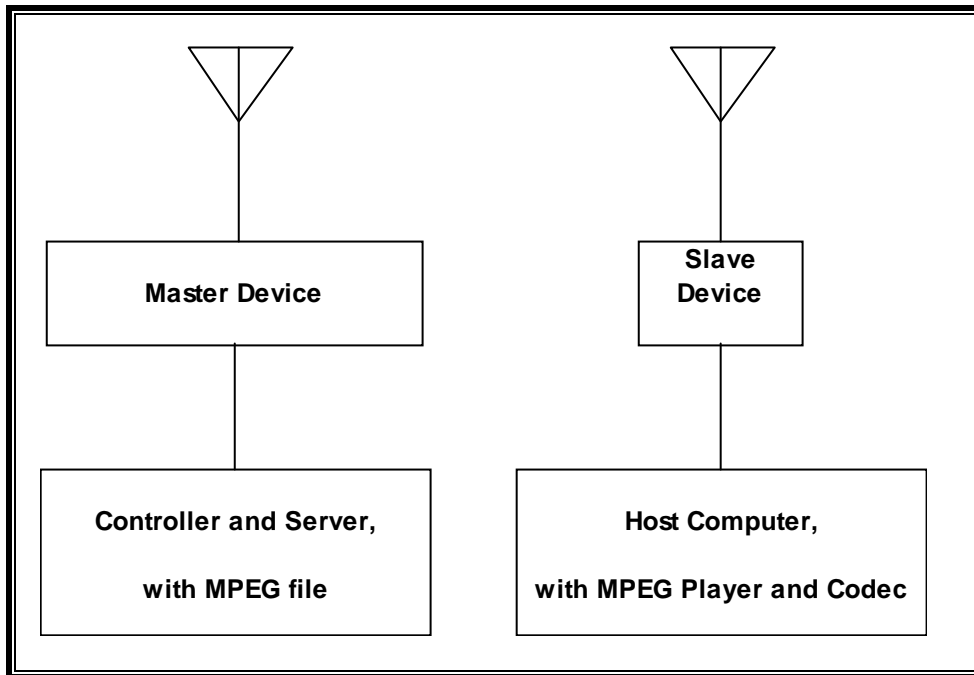 Master Device
Slave
Device
Controller and Server,
with MPEG file
Host Computer,
with MPEG Player and Codec